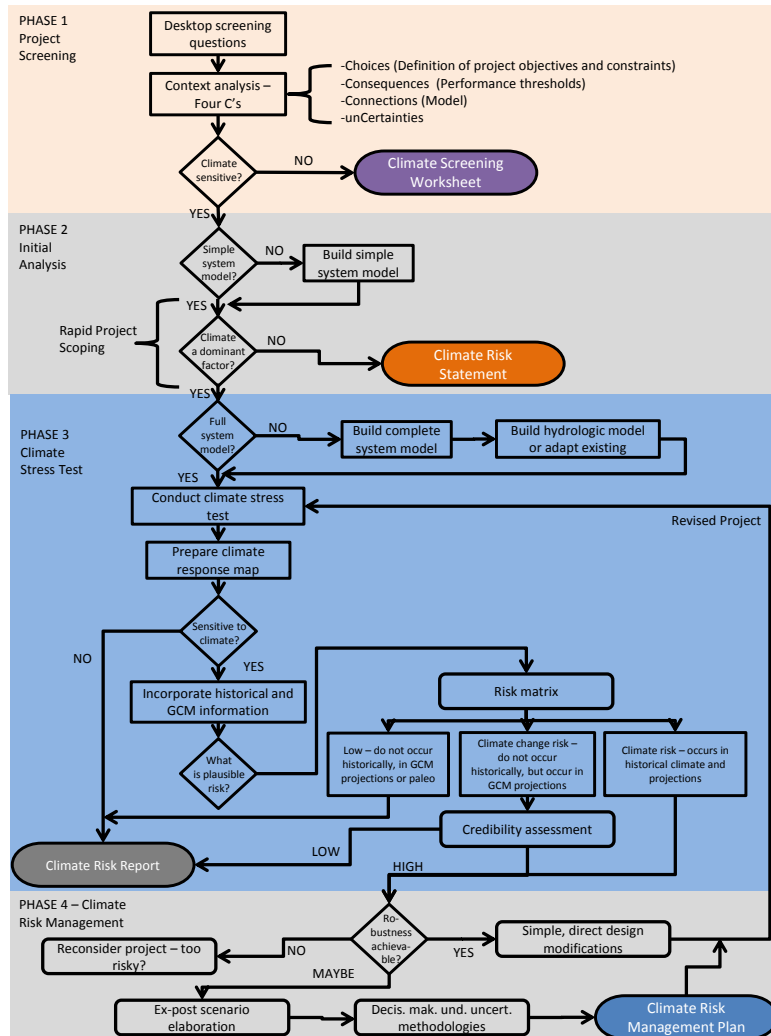 PHASE 1
Project
Screening
Desktop screening
questions
Context analysis –
Four C's
-Choices (Definition of project objectives and constraints)
-Consequences (Performance thresholds)
-Connections (Model)
-unCertainties
Climate
sensitive?
NO
Climate Screening
Worksheet
YES
PHASE 2
Initial
Analysis
Simple
system
model?
NO
Build simple
system model
YES
Rapid Project
Scoping
Climate
a dominant
factor?
NO
Climate Risk
Statement
YES
PHASE 3
Climate
Stress Test
Full
system
model?
NO
Build complete
system model
Build hydrologic model
or adapt existing
YES
Conduct climate stress
test
Revised Project
Prepare climate
response map
Sensitive to
climate?
NO
YES
Incorporate historical and
GCM information
Risk matrix
What
is plausible
risk?
Low – do not occur
historically, in GCM
projections or paleo
Climate change risk –
do not occur
historically, but occur in
GCM projections
Climate risk – occurs in
historical climate and
projections
Credibility assessment
LOW
Climate Risk Report
HIGH
PHASE 4 – Climate
Risk Management
Ro-
bustness
achieva-
ble?
NO
Reconsider project – too
risky?
YES
Simple, direct design
modifications
MAYBE
Ex-post scenario
elaboration
Decis. mak. und. uncert.
methodologies
Climate Risk
Management Plan